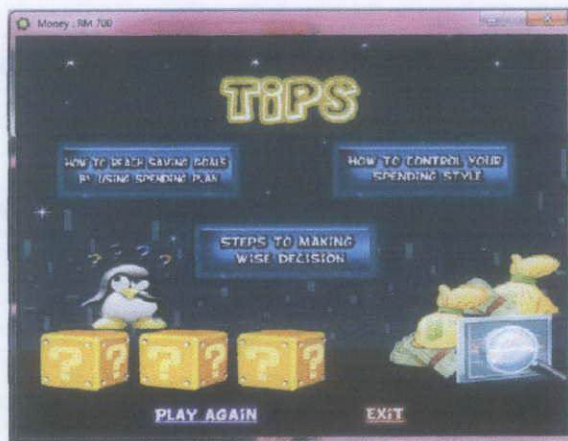 Money : RM 700
TiPS
HOW TO REACH SAVING GOALS
BY USING SPENDING PLAN
HOW TO CONTROL YOUR
SPENDING STYLE
STEPS TO MAKING
WISE DECISION
? ? ? ?
? ? ? ? ? ?
PLAY AGAIN
EXiT